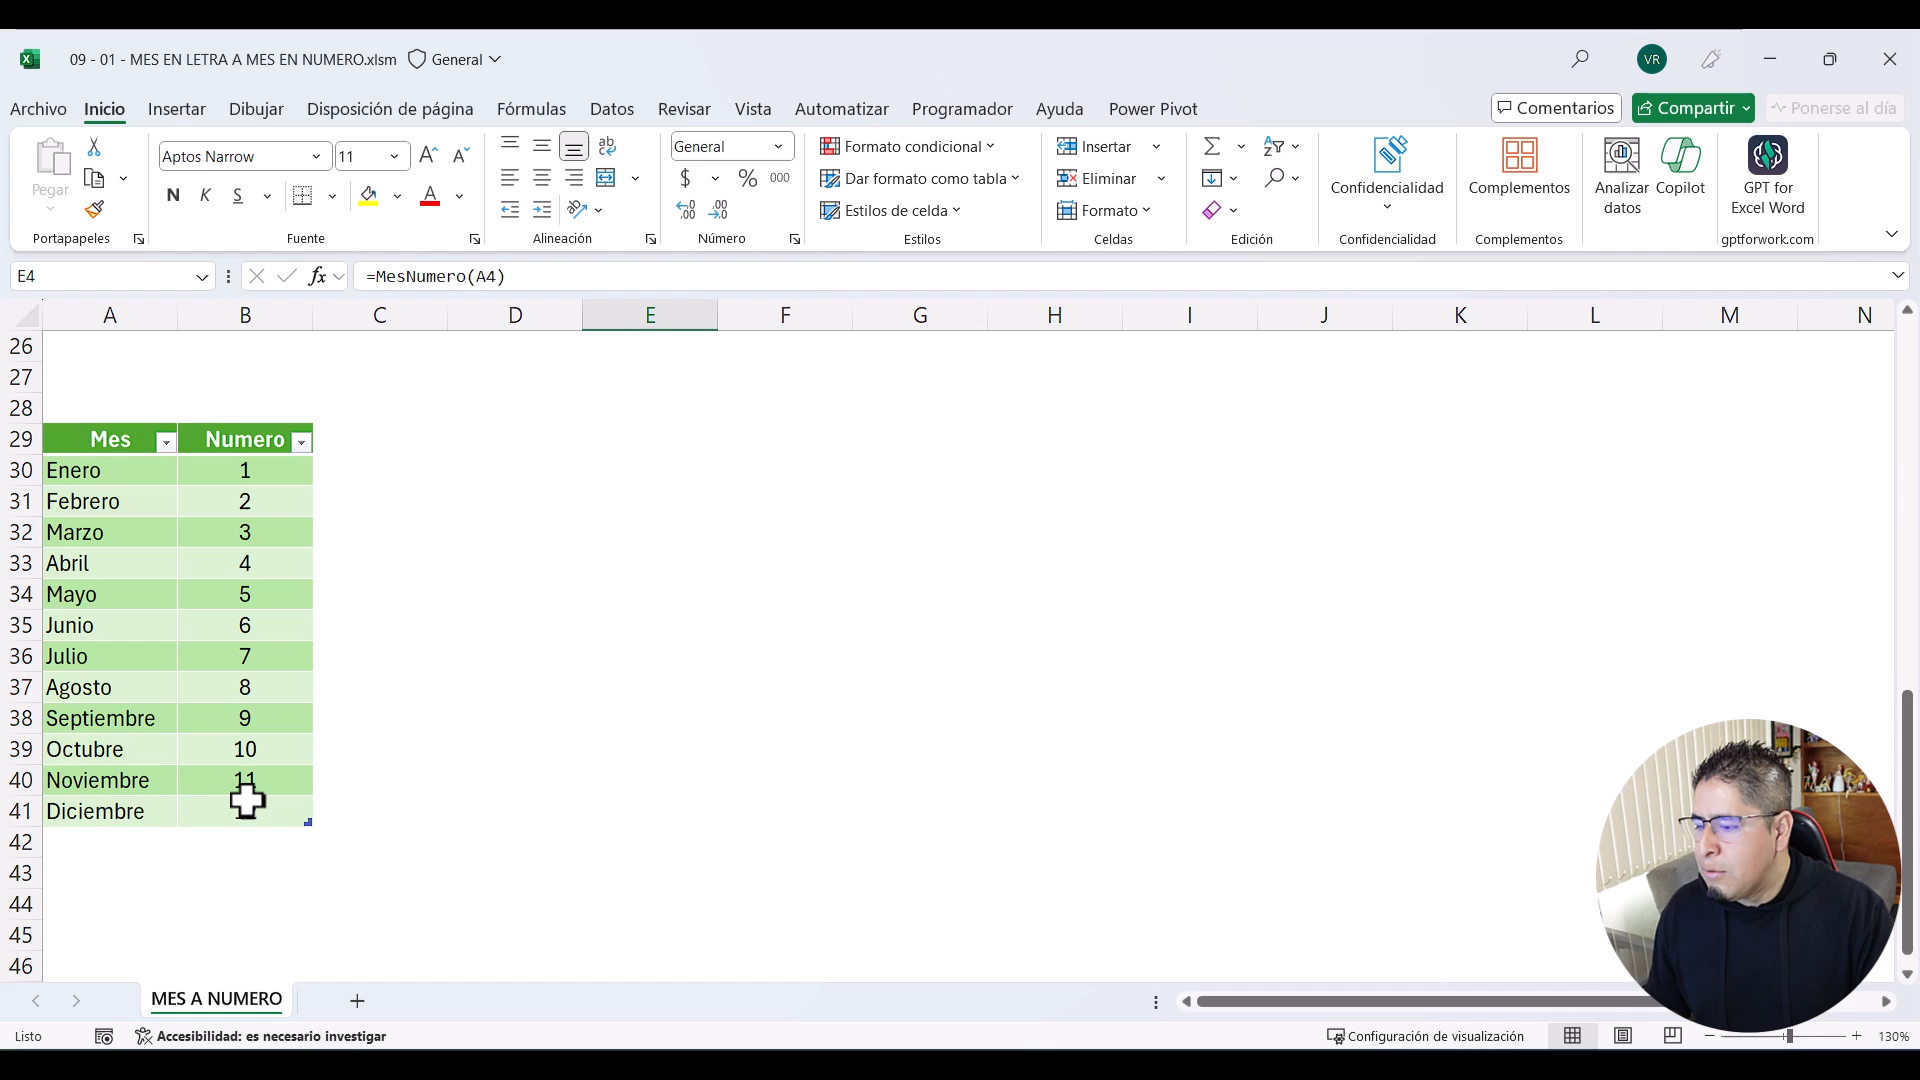 09 - 01 - MES EN LETRA A MES EN NUMERO.xlsm General
VR
Archivo Inicio Insertar Dibujar Disposición de página Fórmulas Datos Revisar Vista Automatizar Programador Ayuda Power Pivot Comentarios Compartir Ponerse al día
Pegar
Portapapeles
Aptos Narrow 11
N K S
Fuente
Alineación
General
$ % 000
Número
Formato condicional
Dar formato como tabla
Estilos de celda
Estilos
Insertar
Eliminar
Formato
Celdas
Edición
Confidencialidad
Confidencialidad
Complementos
Complementos
Analizar datos
Copilot
GPT for Excel Word
gptforwork.com
E4 fx =MesNumero(A4)
A B C D E F G H I J K L M N
26
27
28
29 Mes Numero
30 Enero 1
31 Febrero 2
32 Marzo 3
33 Abril 4
34 Mayo 5
35 Junio 6
36 Julio 7
37 Agosto 8
38 Septiembre 9
39 Octubre 10
40 Noviembre 11
41 Diciembre
42
43
44
45
46
MES A NUMERO
Listo Accesibilidad: es necesario investigar Configuración de visualización 130%